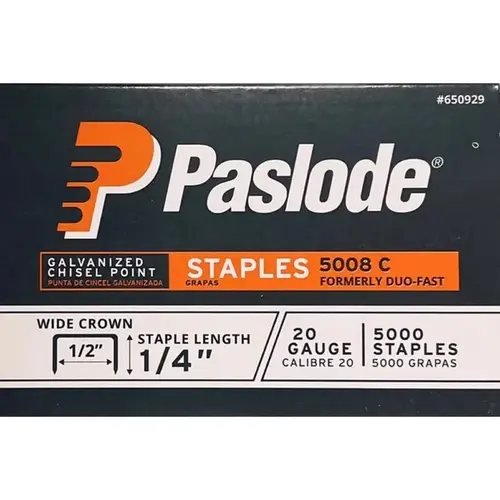 #650929
Paslode®
GALVANIZED
CHISEL POINT
PUNTA DE CINCEL GALVANIZADA
STAPLES
GRAPAS
5008 C
FORMERLY DUO-FAST
WIDE CROWN
1/2"
STAPLE LENGTH
1/4"
20
GAUGE
CALIBRE 20
5000
STAPLES
5000 GRAPAS